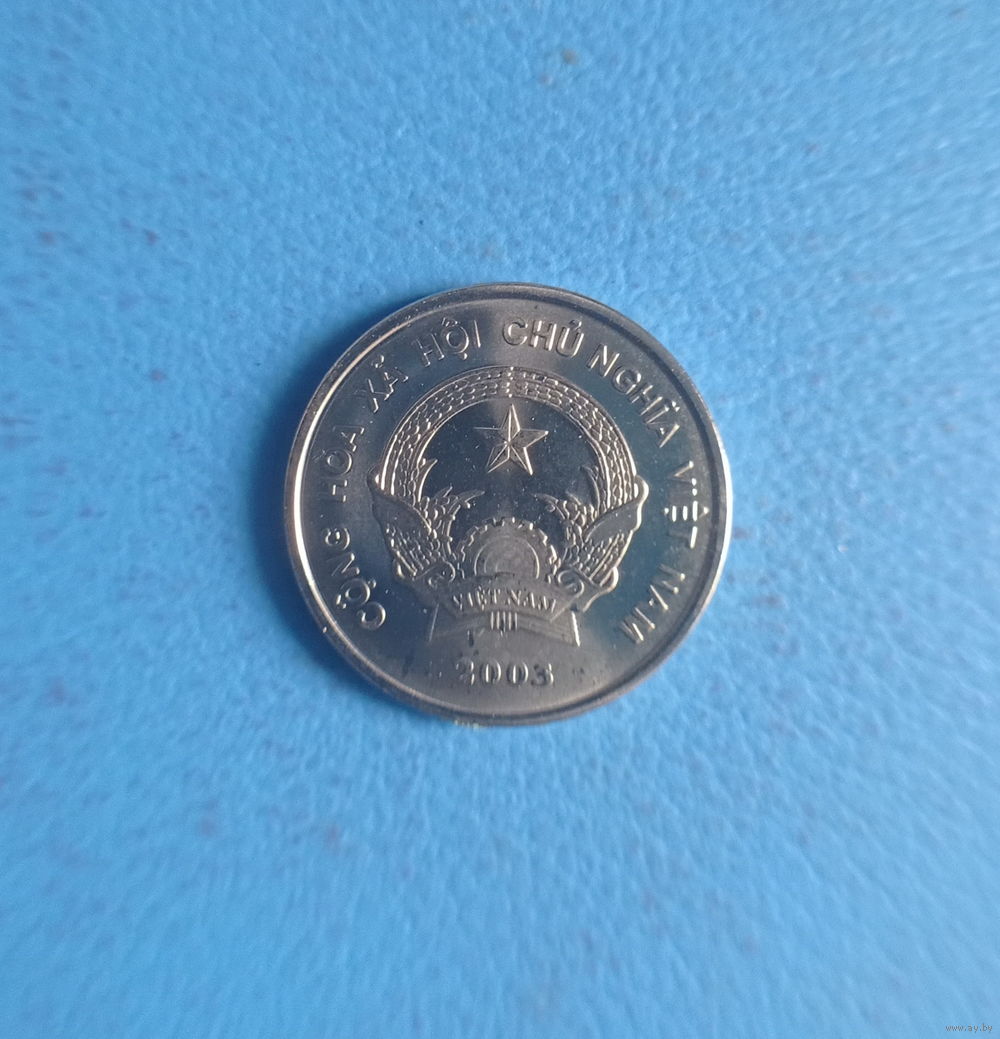 CỘNG HÒA XÃ HỘI CHỦ NGHĨA VIỆT NAM
VIỆT NAM
2003
www.ay.by